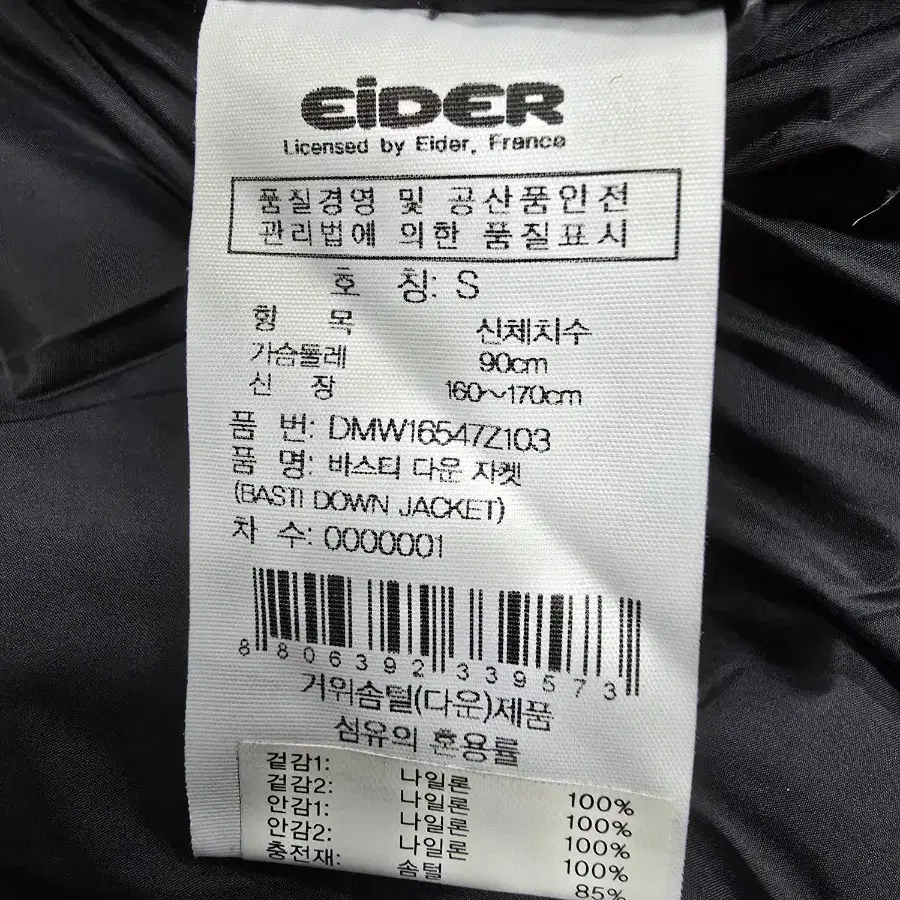 EiDER
Licensed by Eider, France
품질경영 및 공산품안전
관리법에 의한 품질표시
호 칭: S
항 목 신체치수
가슴둘레 90cm
신 장 160~170cm
품 번: DMW16547Z103
품 명: 바스티 다운 자켓
(BASTI DOWN JACKET)
차 수: 0000001
8 806392 339573
거위솜털(다운)제품
섬유의 혼용률
겉감1: 나일론 100%
겉감2: 나일론 100%
안감1: 나일론 100%
안감2: 나일론 100%
충전재: 솜털 85%